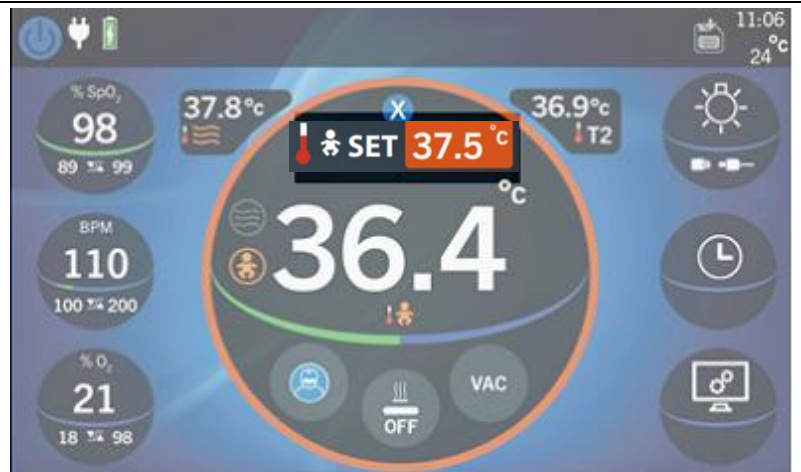 11:06
24 °C
% SpO₂
98
89 99
37.8°C
X
36.9°C
T2
SET 37.5 °C
°C
36.4
BPM
110
100 200
% O₂
21
18 98
OFF
VAC